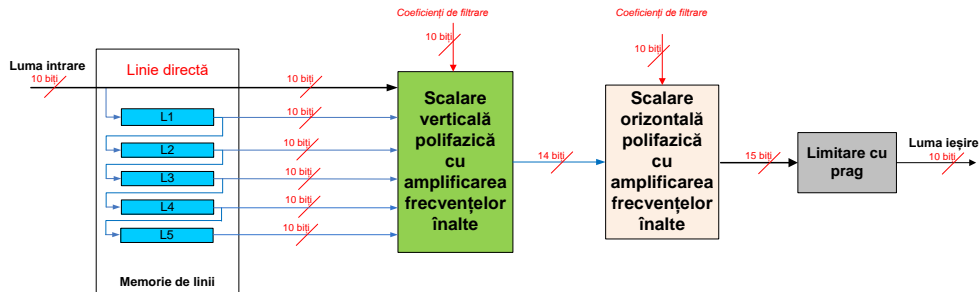 Coeficienți de filtrare
Coeficienți de filtrare
10 biți
10 biți
Luma intrare
10 biți
Linie directă
10 biți
L1
10 biți
L2
10 biți
L3
10 biți
L4
10 biți
L5
10 biți
Memorie de linii
Scalare
verticală
polifazică
cu
amplificarea
frecvențelor
înalte
14 biți
Scalare
orizontală
polifazică
cu
amplificarea
frecvențelor
înalte
15 biți
Limitare cu
prag
Luma ieșire
10 biți